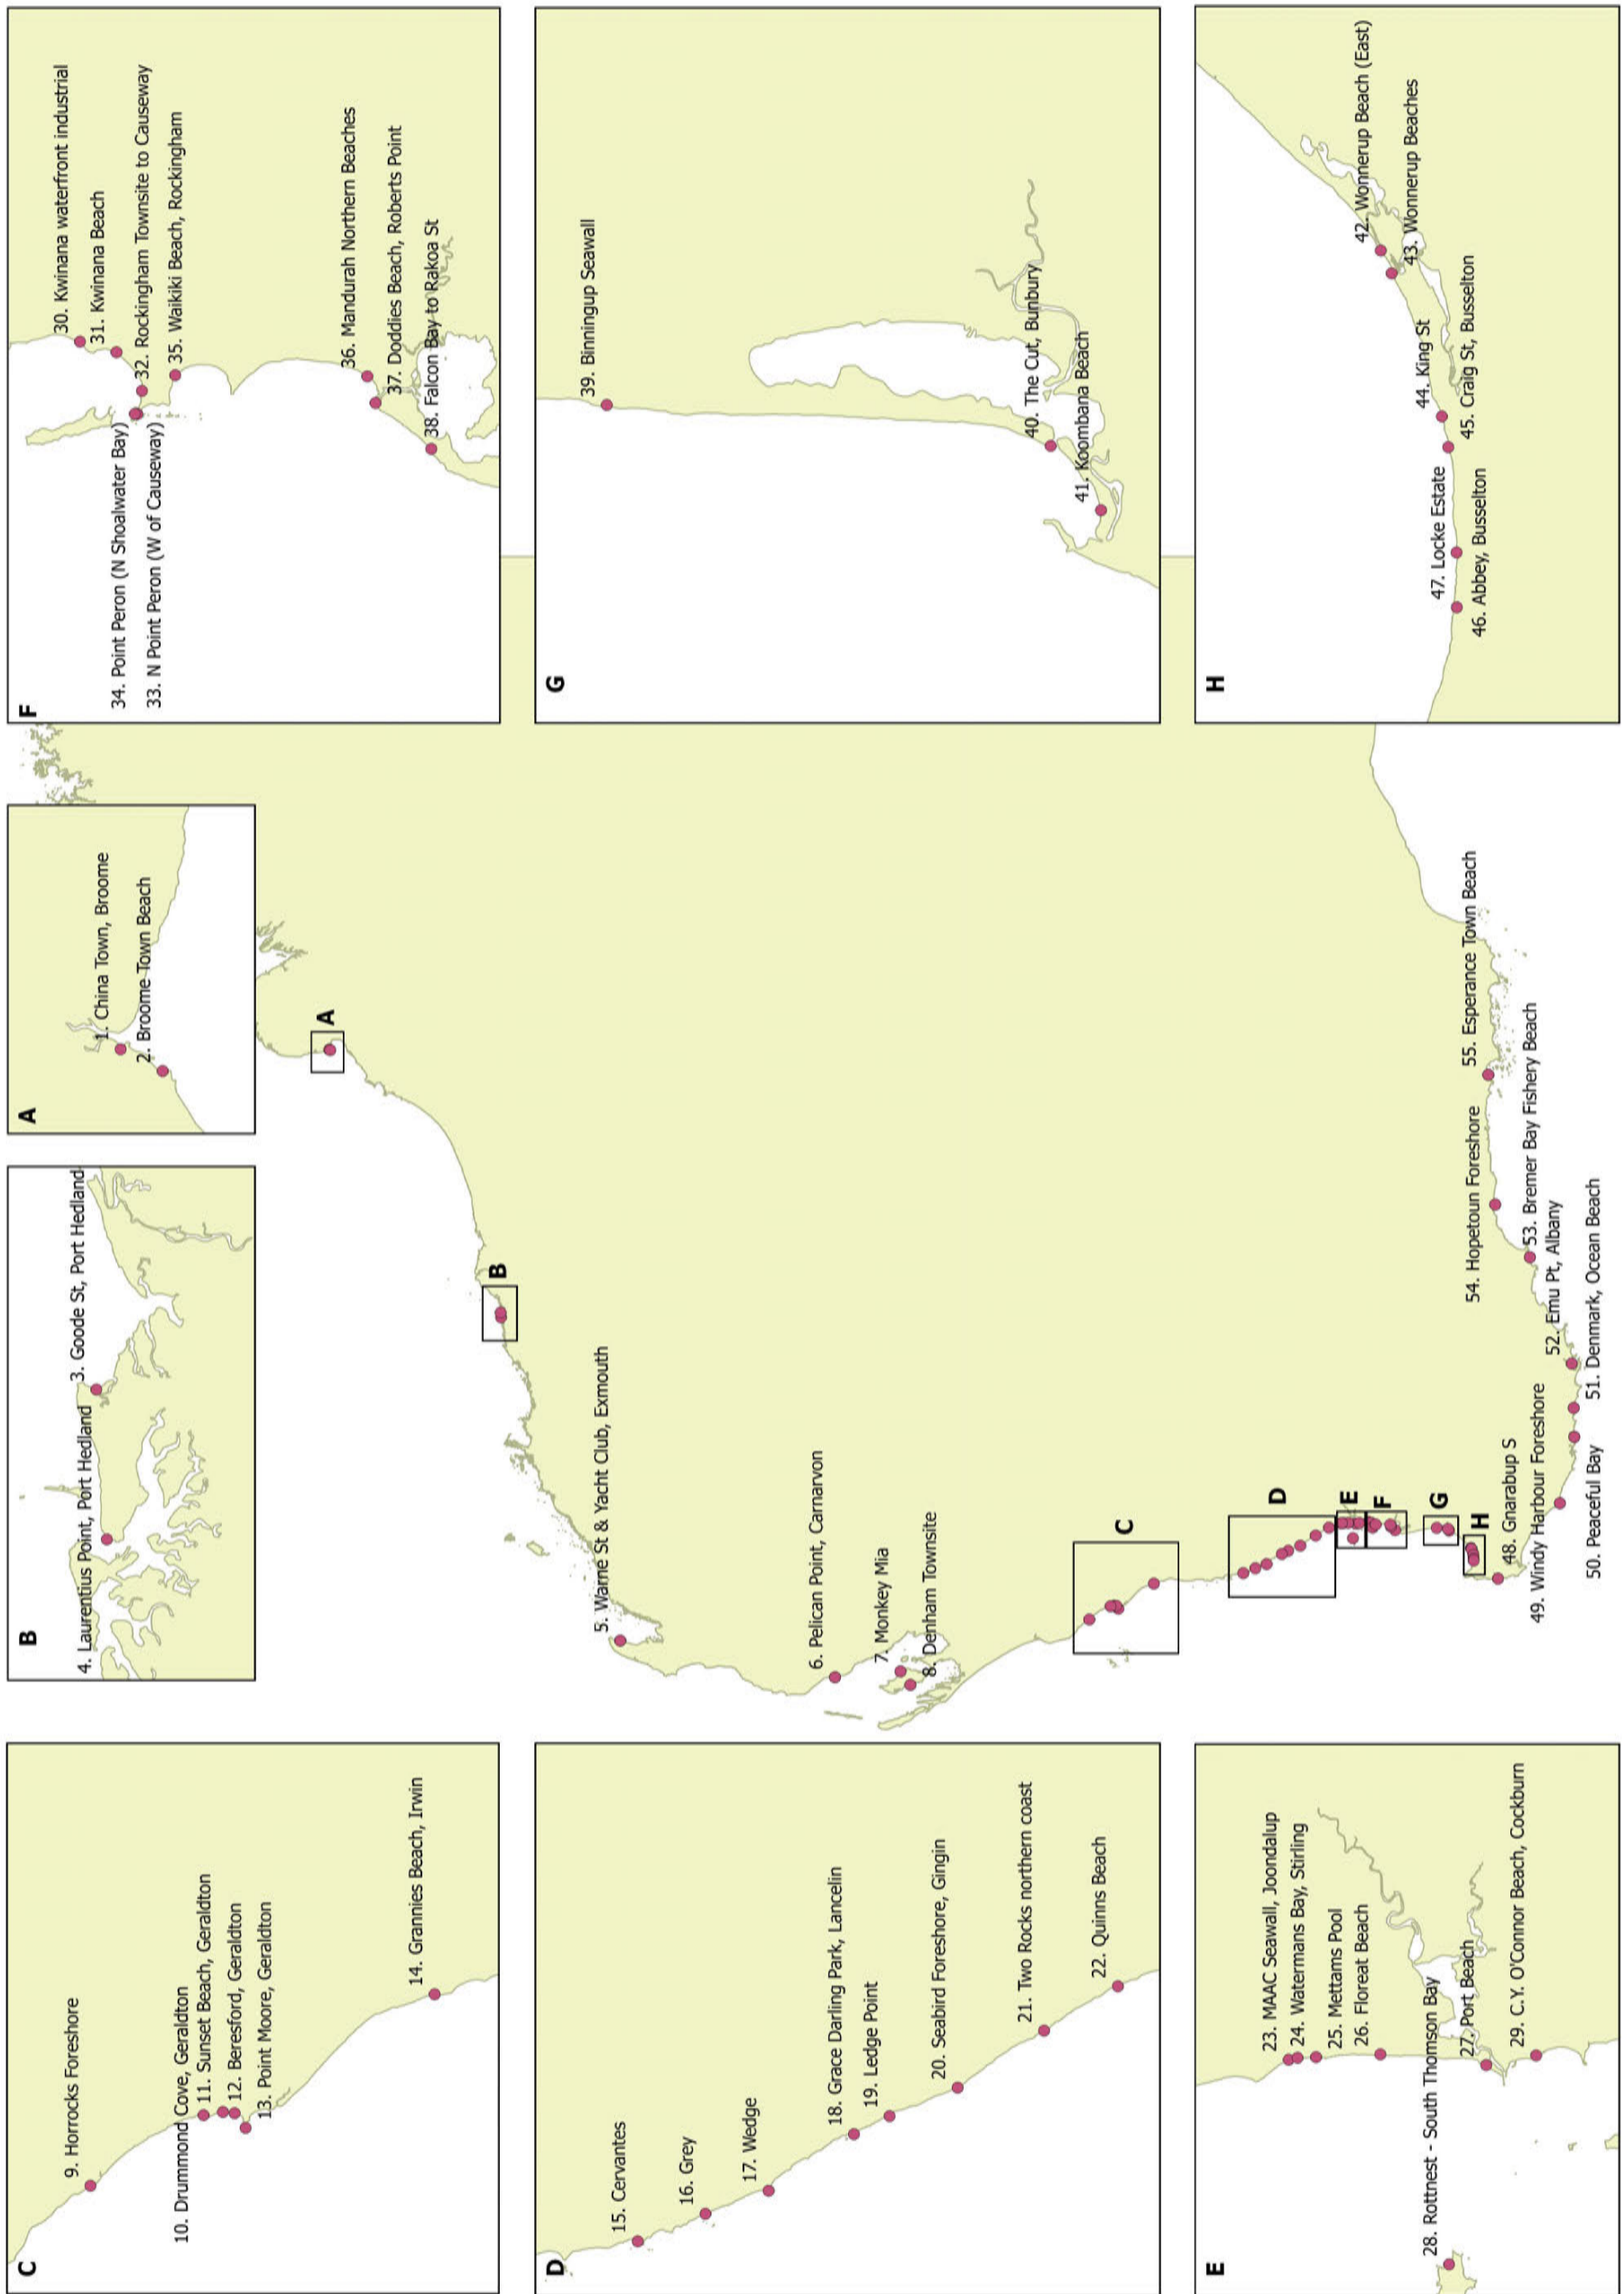 A
1. China Town, Broome
2. Broome Town Beach
B
3. Goode St, Port Hedland
4. Laurentius Point, Port Hedland
C
9. Horrocks Foreshore
10. Drummond Cove, Geraldton
11. Sunset Beach, Geraldton
12. Beresford, Geraldton
13. Point Moore, Geraldton
14. Grannies Beach, Irwin
D
15. Cervantes
16. Grey
17. Wedge
18. Grace Darling Park, Lancelin
19. Ledge Point
20. Seabird Foreshore, Gingin
21. Two Rocks northern coast
22. Quinns Beach
E
23. MAAC Seawall, Joondalup
24. Watermans Bay, Stirling
25. Mettams Pool
26. Floreat Beach
28. Rottnest - South Thomson Bay
27. Port Beach
29. C.Y. O'Connor Beach, Cockburn
A
B
5. Warne St & Yacht Club, Exmouth
6. Pelican Point, Carnarvon
7. Monkey Mia
8. Denham Townsite
C
D
E
F
G
H
48. Gnarabup S
49. Windy Harbour Foreshore
50. Peaceful Bay
51. Denmark, Ocean Beach
52. Emu Pt, Albany
53. Bremer Bay Fishery Beach
54. Hopetoun Foreshore
55. Esperance Town Beach
F
30. Kwinana waterfront industrial
31. Kwinana Beach
34. Point Peron (N Shoalwater Bay)
32. Rockingham Townsite to Causeway
33. N Point Peron (W of Causeway)
35. Waikiki Beach, Rockingham
36. Mandurah Northern Beaches
37. Doddies Beach, Roberts Point
38. Falcon Bay to Rakoa St
G
39. Binningup Seawall
40. The Cut, Bunbury
41. Koombana Beach
H
42. Wonnerup Beach (East)
43. Wonnerup Beaches
44. King St
45. Craig St, Busselton
47. Locke Estate
46. Abbey, Busselton